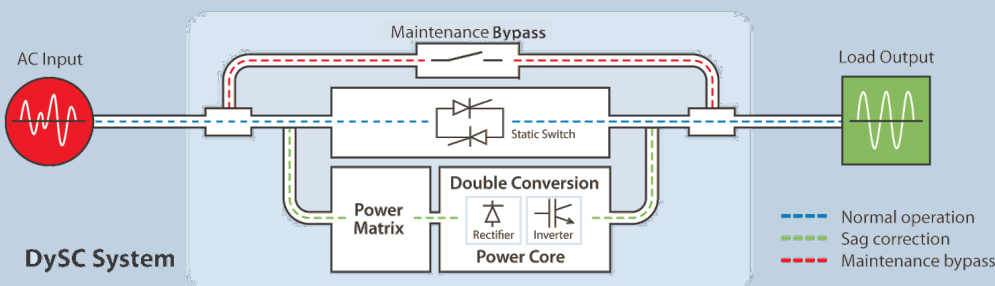 Maintenance Bypass
AC Input
Load Output
Static Switch
Double Conversion
Power
Matrix
Rectifier
Inverter
Power Core
Normal operation
Sag correction
Maintenance bypass
DySC System